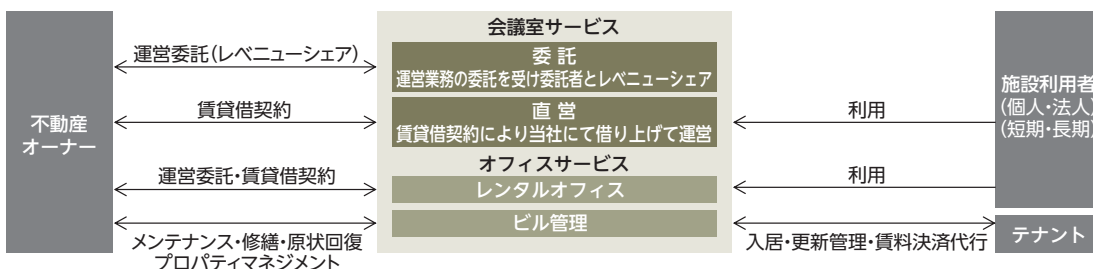 会議室サービス
運営委託(レベニューシェア)
委 託
運営業務の委託を受け委託者とレベニューシェア
賃貸借契約
直 営
賃貸借契約により当社にて借り上げて運営
利用
不動産
オーナー
施設利用者
(個人・法人)
(短期・長期)
オフィスサービス
運営委託・賃貸借契約
レンタルオフィス
利用
ビル管理
メンテナンス・修繕・原状回復
プロパティマネジメント
入居・更新管理・賃料決済代行
テナント